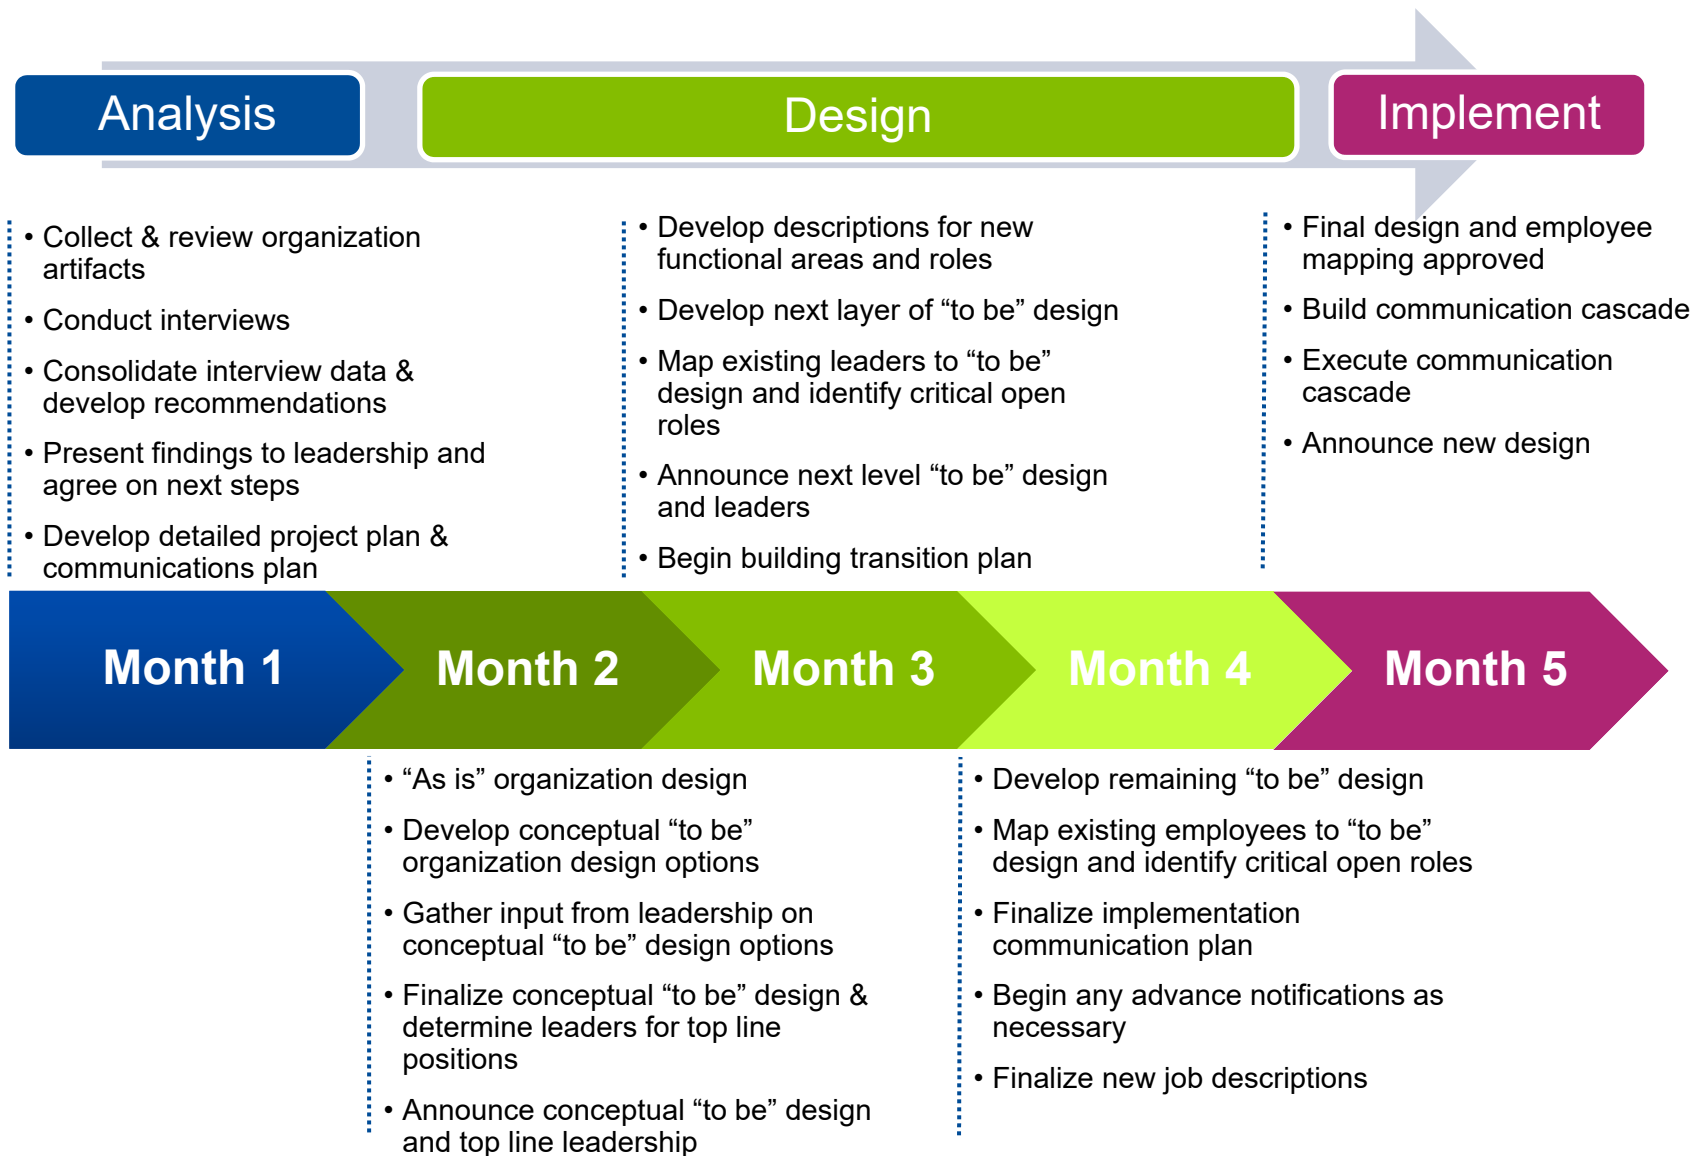 Analysis
Design
Implement
• Collect & review organization
artifacts
• Conduct interviews
• Consolidate interview data &
develop recommendations
• Present findings to leadership and
agree on next steps
• Develop detailed project plan &
communications plan
• Develop descriptions for new
functional areas and roles
• Develop next layer of “to be” design
• Map existing leaders to “to be”
design and identify critical open
roles
• Announce next level “to be” design
and leaders
• Begin building transition plan
• Final design and employee
mapping approved
• Build communication cascade
• Execute communication
cascade
• Announce new design
Month 1
Month 2
Month 3
Month 4
Month 5
• “As is” organization design
• Develop conceptual “to be”
organization design options
• Gather input from leadership on
conceptual “to be” design options
• Finalize conceptual “to be” design &
determine leaders for top line
positions
• Announce conceptual “to be” design
and top line leadership
• Develop remaining “to be” design
• Map existing employees to “to be”
design and identify critical open roles
• Finalize implementation
communication plan
• Begin any advance notifications as
necessary
• Finalize new job descriptions